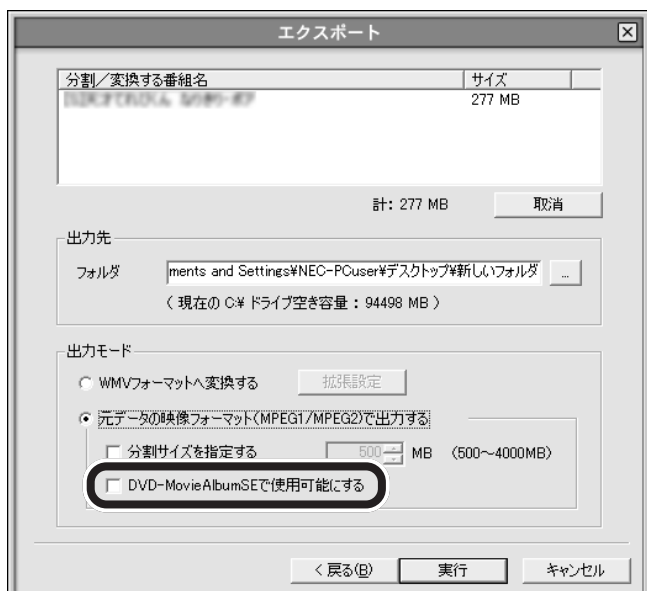 エクスポート
分割／変換する番組名 サイズ
277 MB
計: 277 MB 取消
出力先
フォルダ ments and Settings¥NEC-PCuser¥デスクトップ¥新しいフォルダ ...
( 現在の C:¥ ドライブ空き容量 : 94498 MB )
出力モード
WMVフォーマットへ変換する 拡張設定
元データの映像フォーマット(MPEG1/MPEG2)で出力する
分割サイズを指定する 500 MB (500～4000MB)
DVD-MovieAlbumSEで使用可能にする
< 戻る(B) 実行 キャンセル